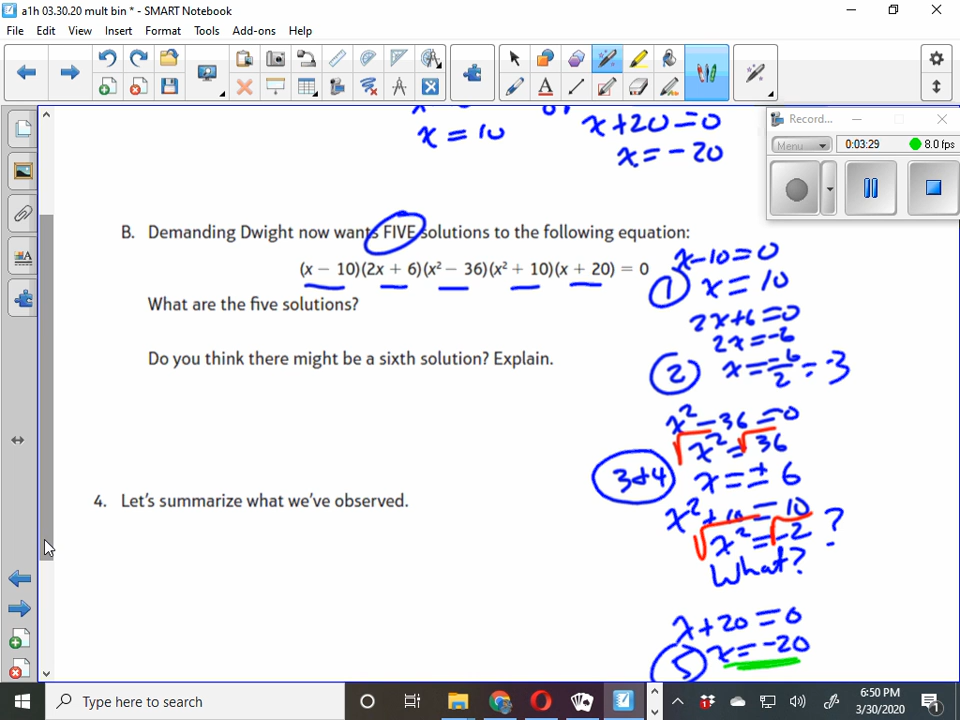 a1h 03.30.20 mult bin * - SMART Notebook
File Edit View Insert Format Tools Add-ons Help
Record...
Menu
0:03:29
8.0 fps
x = 10
x+20=0
x=-20
B. Demanding Dwight now wants FIVE solutions to the following equation:
(x − 10)(2x + 6)(x² − 36)(x² + 10)(x + 20) = 0
What are the five solutions?
Do you think there might be a sixth solution? Explain.
4. Let's summarize what we've observed.
x-10=0
1 x=10
2x+6=0
2x=-6
2 x=-6/2=-3
x²-36=0
√x²=√36
3+4 x=±6
x²+10=10
√x²=√-2 ?
What?
x+20=0
5 x=-20
Type here to search
6:50 PM
3/30/2020
1